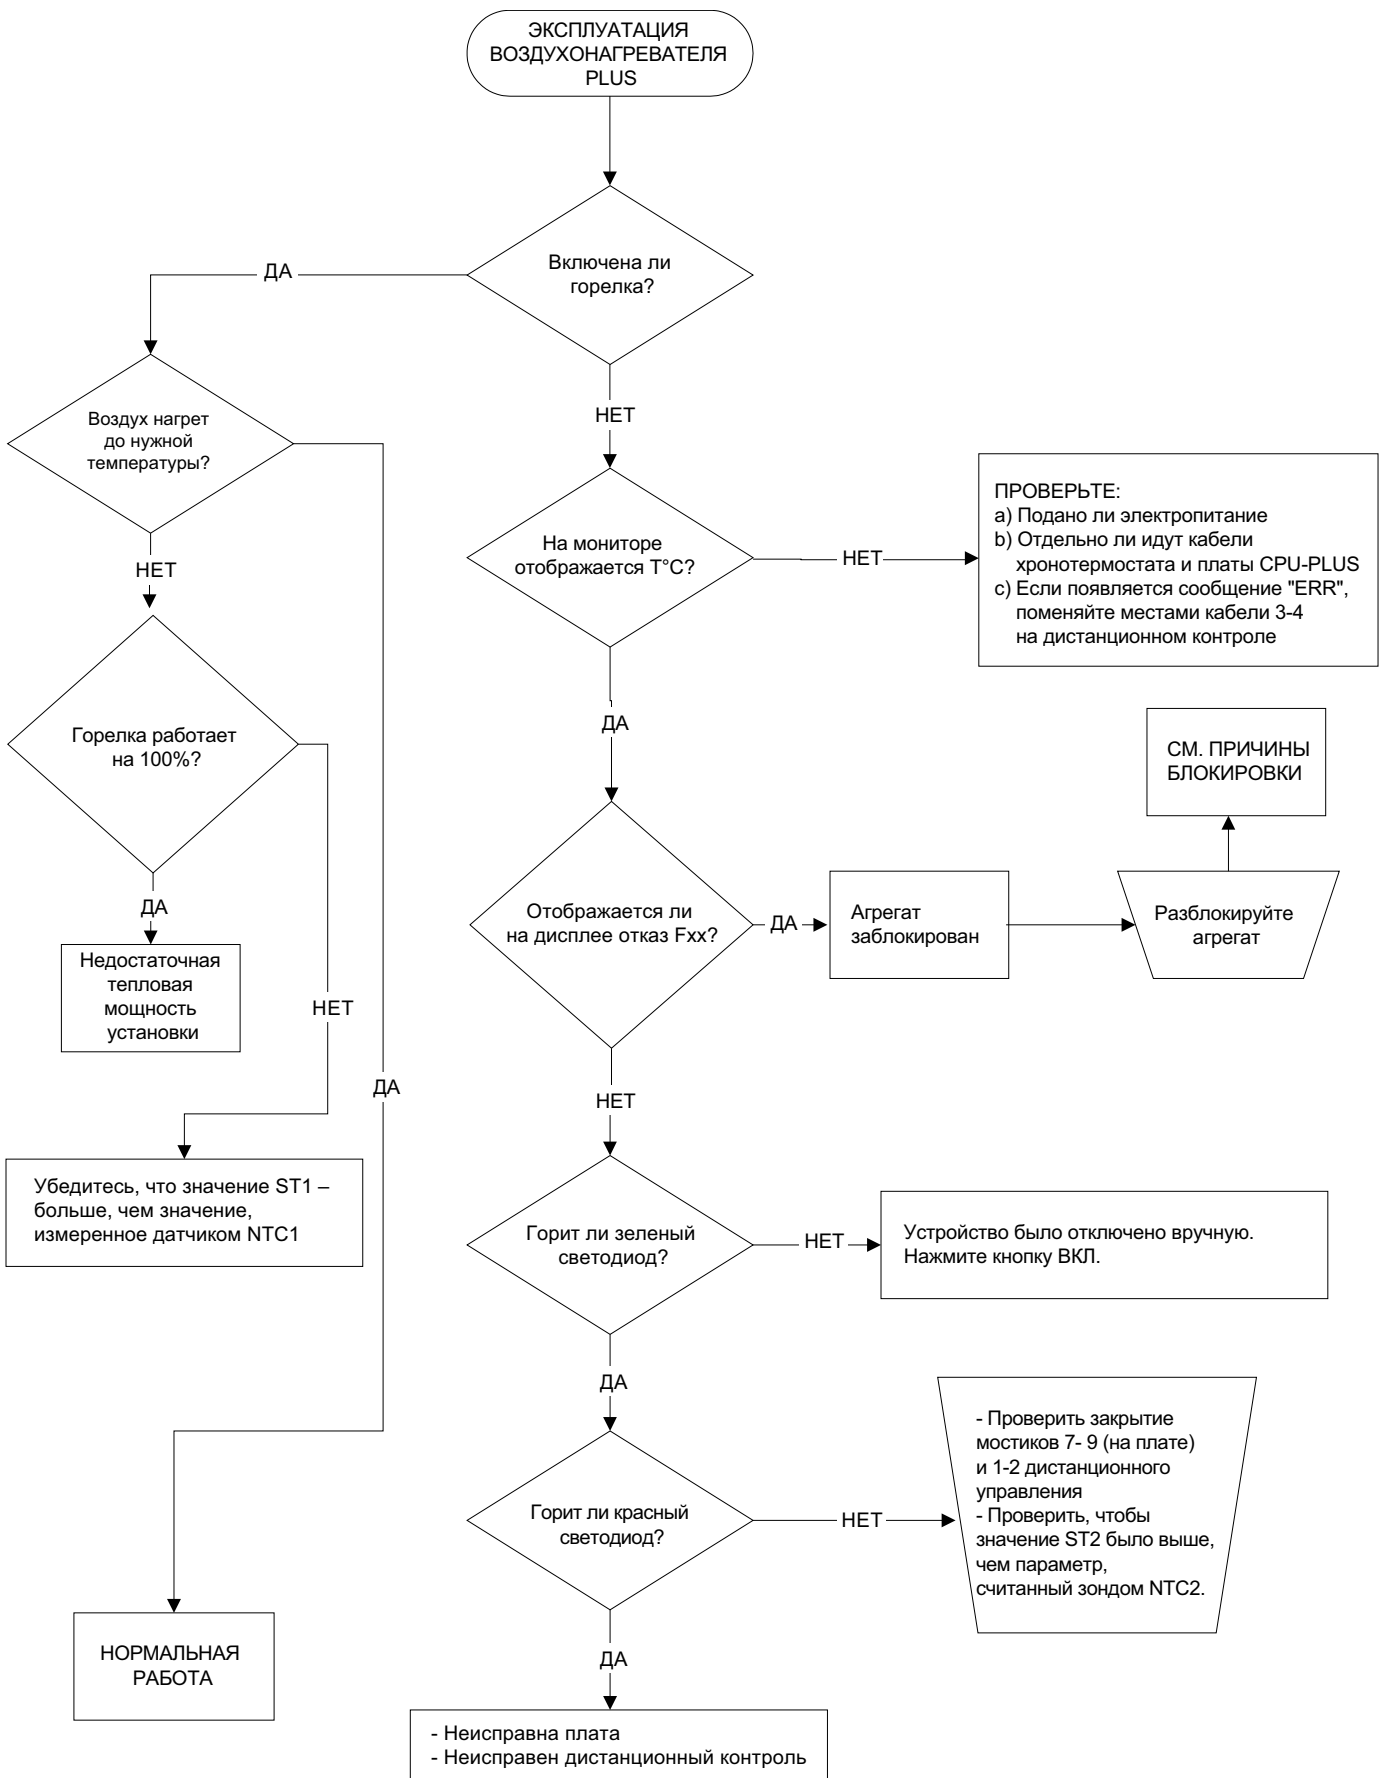 ЭКСПЛУАТАЦИЯ
ВОЗДУХОНАГРЕВАТЕЛЯ
PLUS
Включена ли
горелка?
ДА
НЕТ
Воздух нагрет
до нужной
температуры?
НЕТ
ДА
Горелка работает
на 100%?
ДА
НЕТ
Недостаточная
тепловая
мощность
установки
Убедитесь, что значение ST1 –
больше, чем значение,
измеренное датчиком NTC1
НОРМАЛЬНАЯ
РАБОТА
На мониторе
отображается T°C?
НЕТ
ПРОВЕРЬТЕ:
a) Подано ли электропитание
b) Отдельно ли идут кабели
хронотермостата и платы CPU-PLUS
c) Если появляется сообщение "ERR",
поменяйте местами кабели 3-4
на дистанционном контроле
ДА
Отображается ли
на дисплее отказ Fxx?
ДА
Агрегат
заблокирован
Разблокируйте
агрегат
СМ. ПРИЧИНЫ
БЛОКИРОВКИ
НЕТ
Горит ли зеленый
светодиод?
НЕТ
Устройство было отключено вручную.
Нажмите кнопку ВКЛ.
ДА
Горит ли красный
светодиод?
НЕТ
- Проверить закрытие
мостиков 7- 9 (на плате)
и 1-2 дистанционного
управления
- Проверить, чтобы
значение ST2 было выше,
чем параметр,
считанный зондом NTC2.
ДА
- Неисправна плата
- Неисправен дистанционный контроль